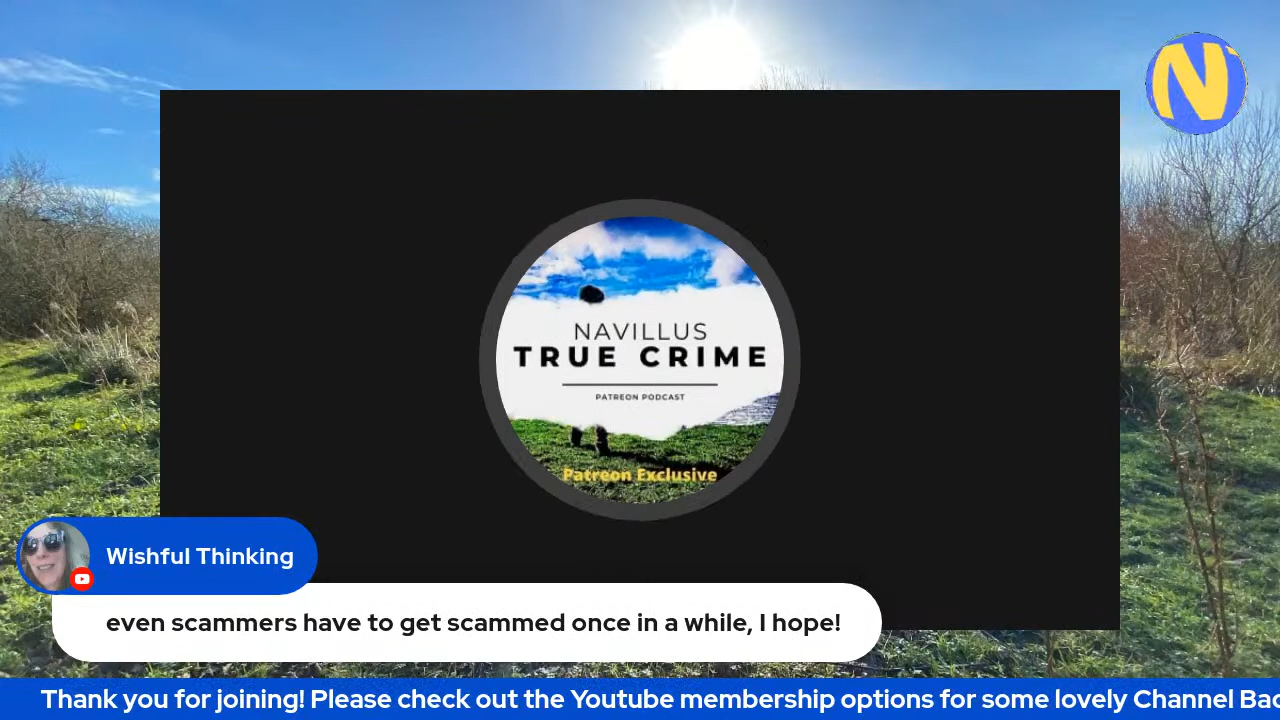 N
NAVILLUS
TRUE CRIME
PATREON PODCAST
Patreon Exclusive
Wishful Thinking
even scammers have to get scammed once in a while, I hope!
Thank you for joining! Please check out the Youtube membership options for some lovely Channel Bad